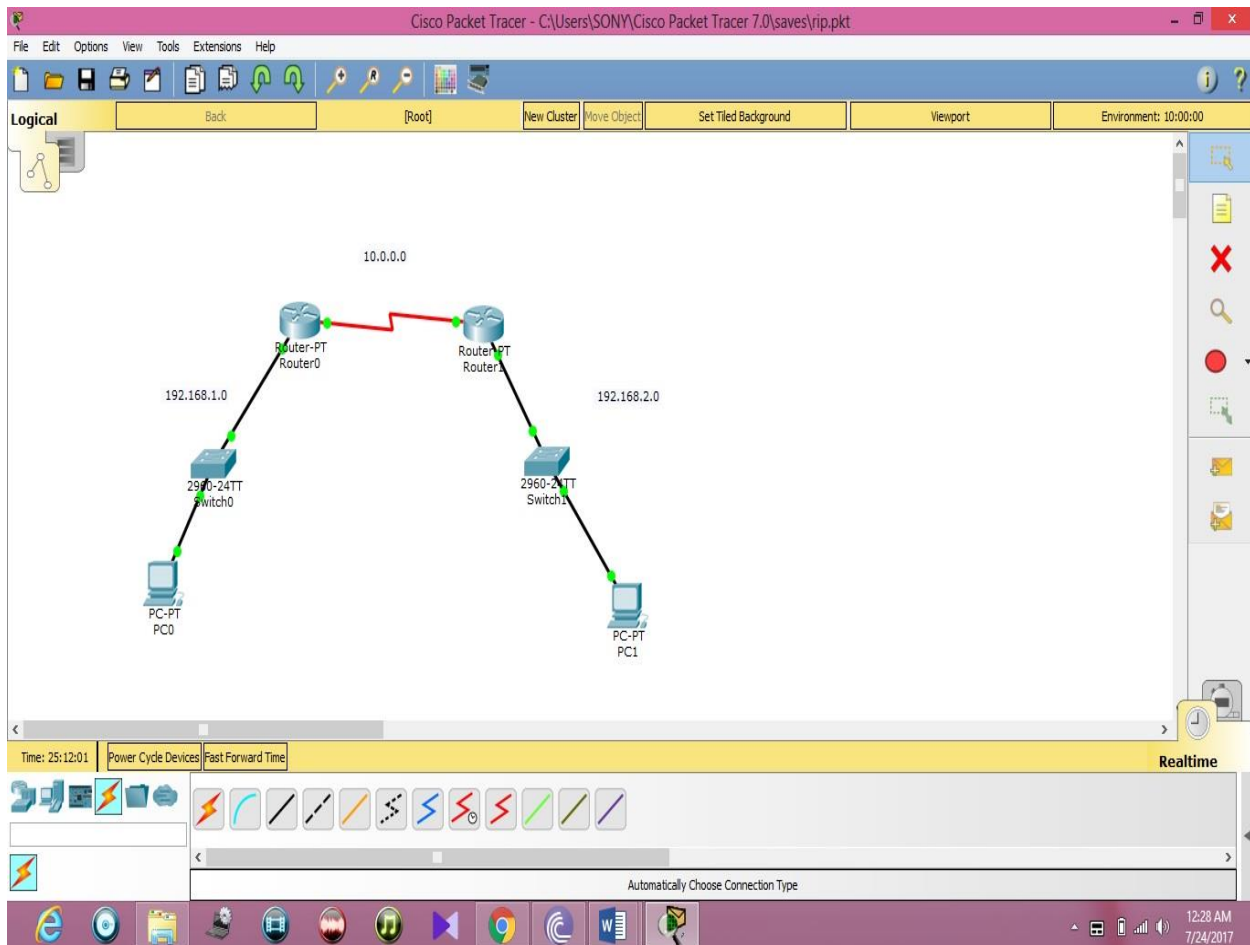 Cisco Packet Tracer - C:\Users\SONY\Cisco Packet Tracer 7.0\saves\rip.pkt
File Edit Options View Tools Extensions Help
Logical Back [Root] New Cluster Move Object Set Tiled Background Viewport Environment: 10:00:00
10.0.0.0
Router-PT
Router0
Router-PT
Router1
192.168.1.0
192.168.2.0
2960-24TT
Switch0
2960-24TT
Switch1
PC-PT
PC0
PC-PT
PC1
Time: 25:12:01 Power Cycle Devices Fast Forward Time Realtime
Automatically Choose Connection Type
12:28 AM
7/24/2017